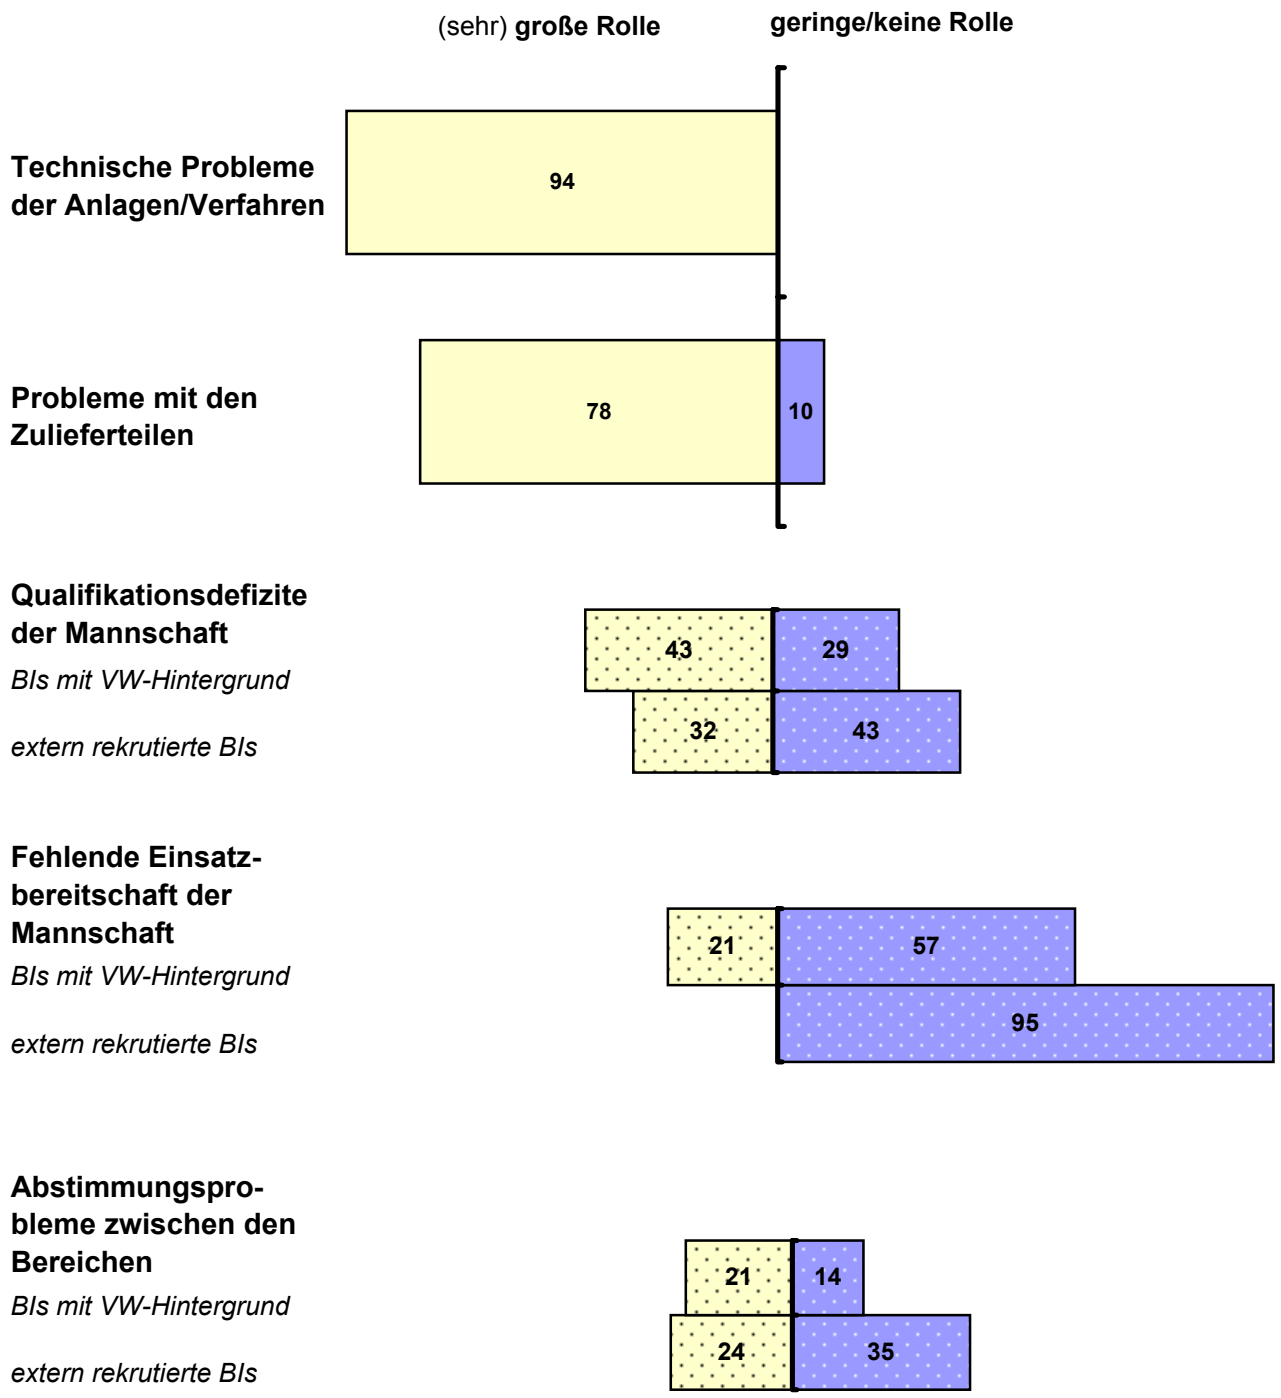 (sehr) große Rolle geringe/keine Rolle
Technische Probleme
der Anlagen/Verfahren
94
Probleme mit den
Zulieferteilen
78 10
Qualifikationsdefizite
der Mannschaft
BIs mit VW-Hintergrund
43 29
extern rekrutierte BIs
32 43
Fehlende Einsatz-
bereitschaft der
Mannschaft
BIs mit VW-Hintergrund
21 57
extern rekrutierte BIs
95
Abstimmungspro-
bleme zwischen den
Bereichen
BIs mit VW-Hintergrund
21 14
extern rekrutierte BIs
24 35